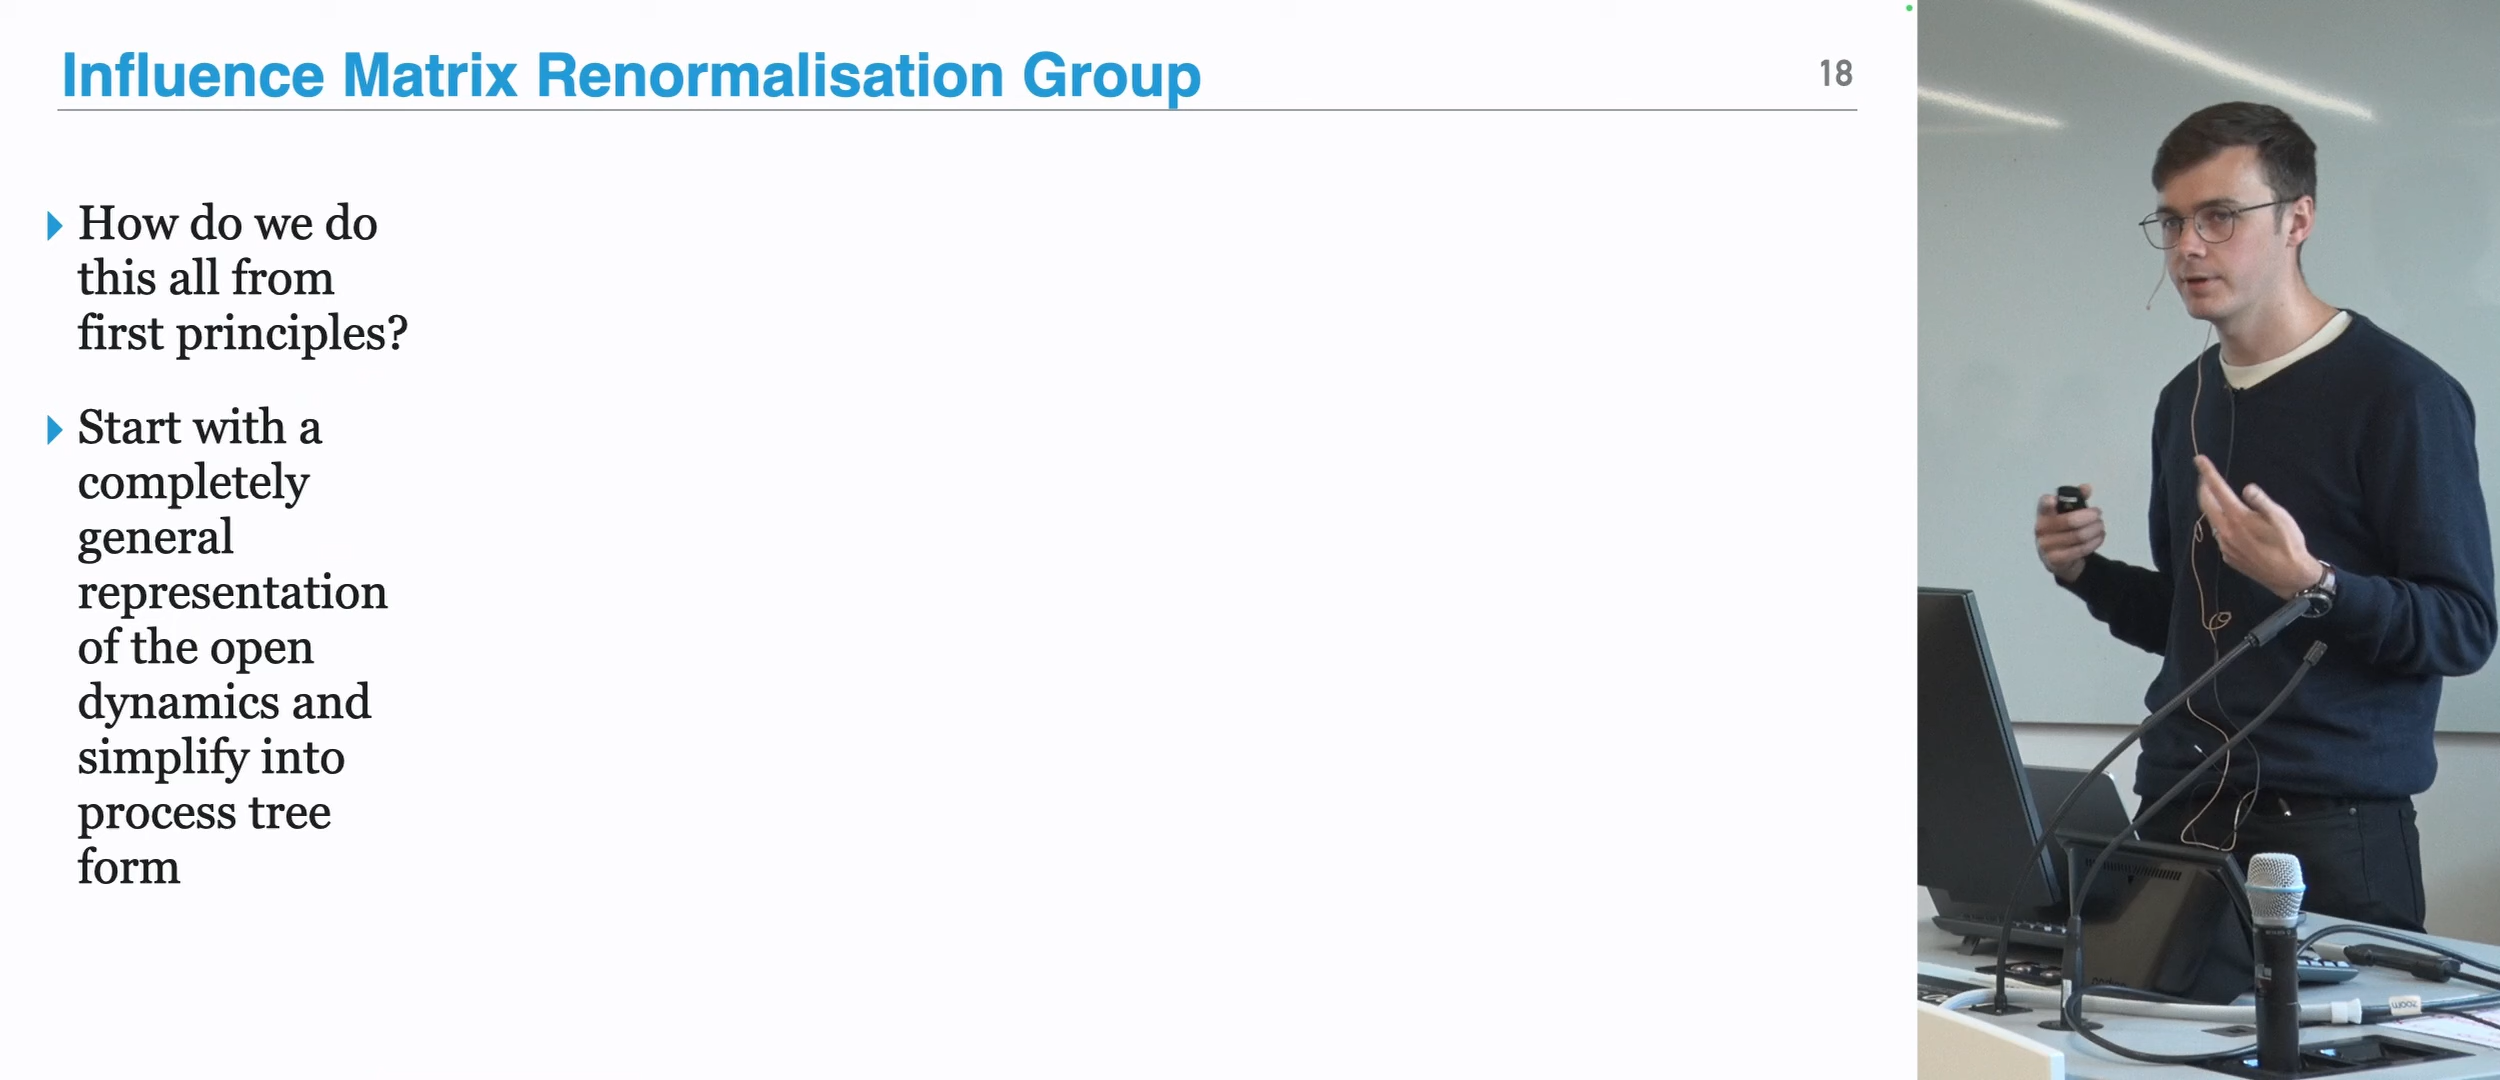 Influence Matrix Renormalisation Group
18
How do we do
this all from
first principles?
Start with a
completely
general
representation
of the open
dynamics and
simplify into
process tree
form
zoom